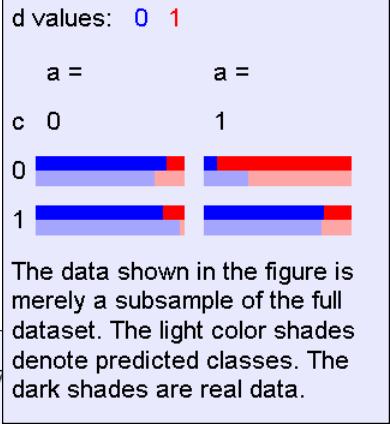 d values: 0 1
a = a =
c 0 1
0
1
The data shown in the figure is
merely a subsample of the full
dataset. The light color shades
denote predicted classes. The
dark shades are real data.